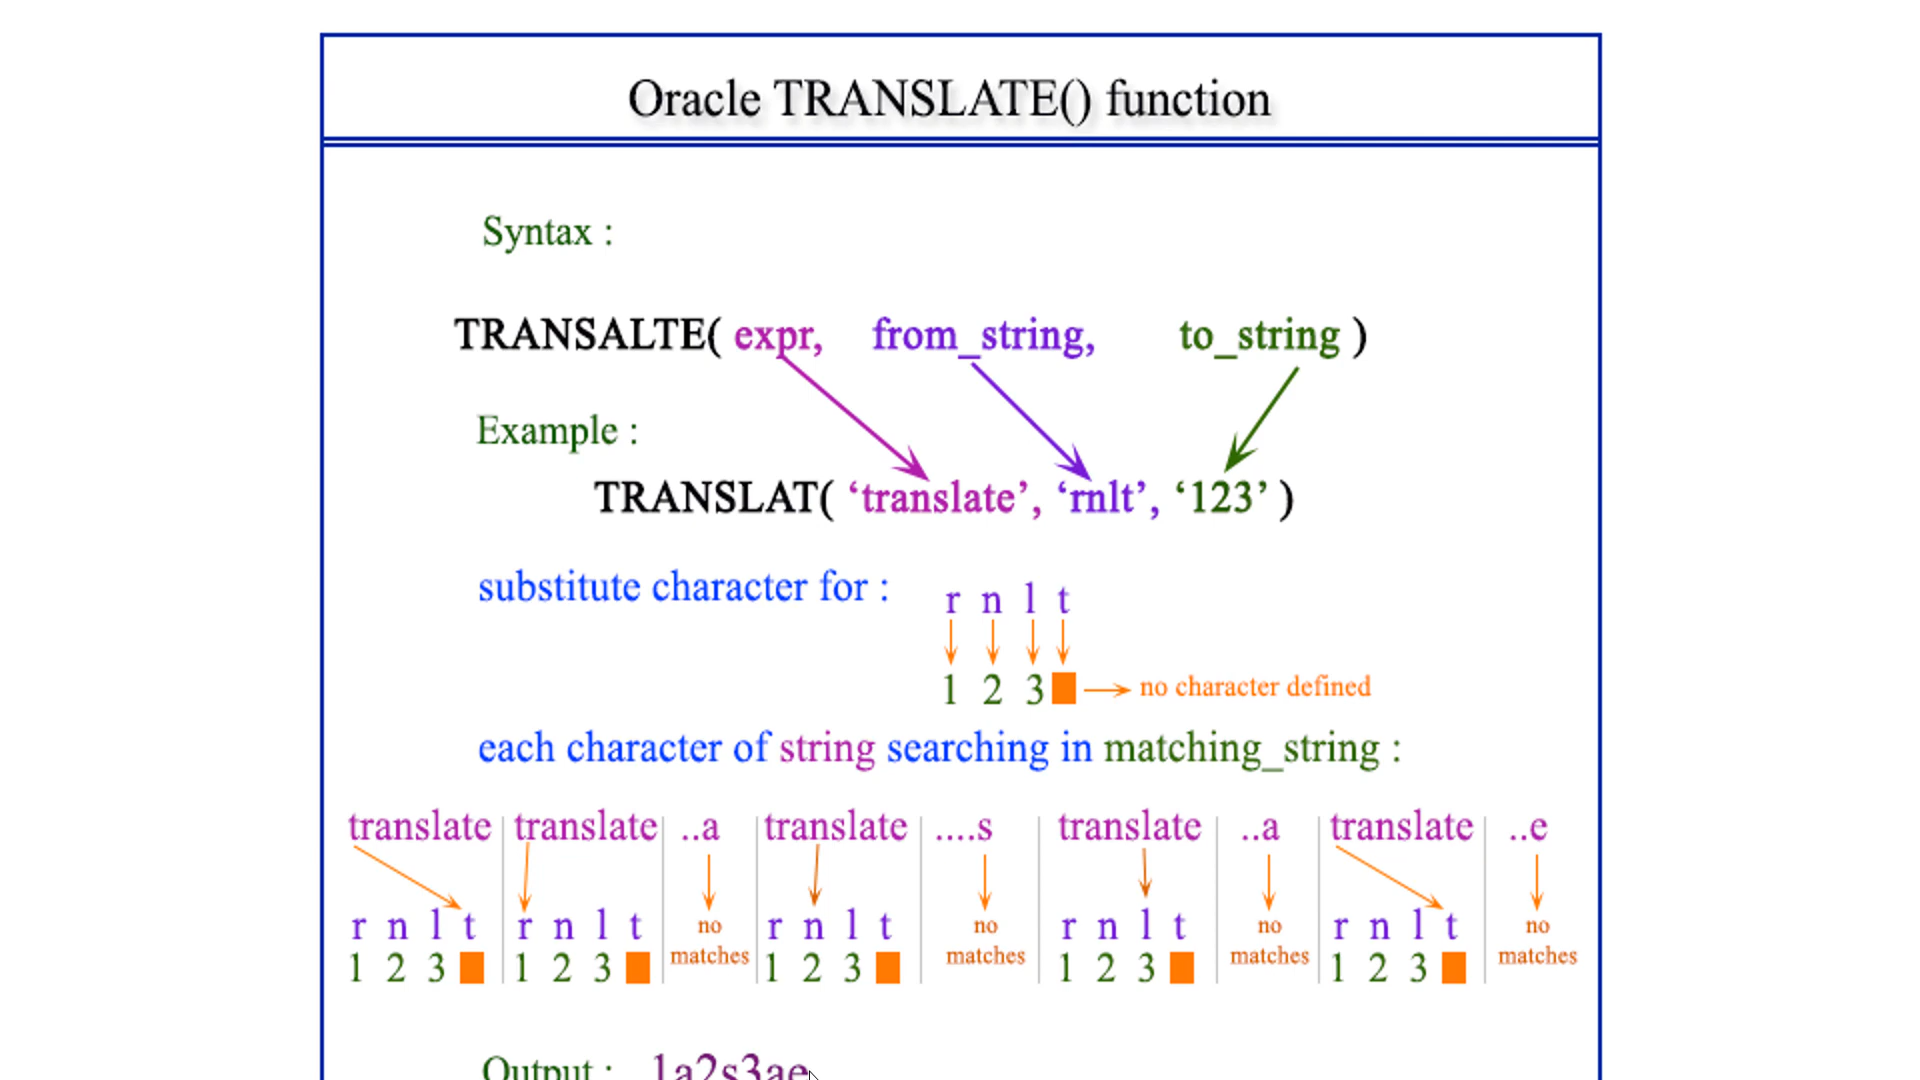 Oracle TRANSLATE() function
Syntax :
TRANSALTE( expr, from_string, to_string )
Example :
TRANSLAT( ‘translate’, ‘rnlt’, ‘123’ )
substitute character for : r n l t
1 2 3 no character defined
each character of string searching in matching_string :
translate translate ..a translate ....s translate ..a translate ..e
r n l t r n l t no matches r n l t no matches r n l t no matches r n l t no matches
1 2 3 1 2 3 1 2 3 1 2 3 1 2 3
Output : 1a2s3ae